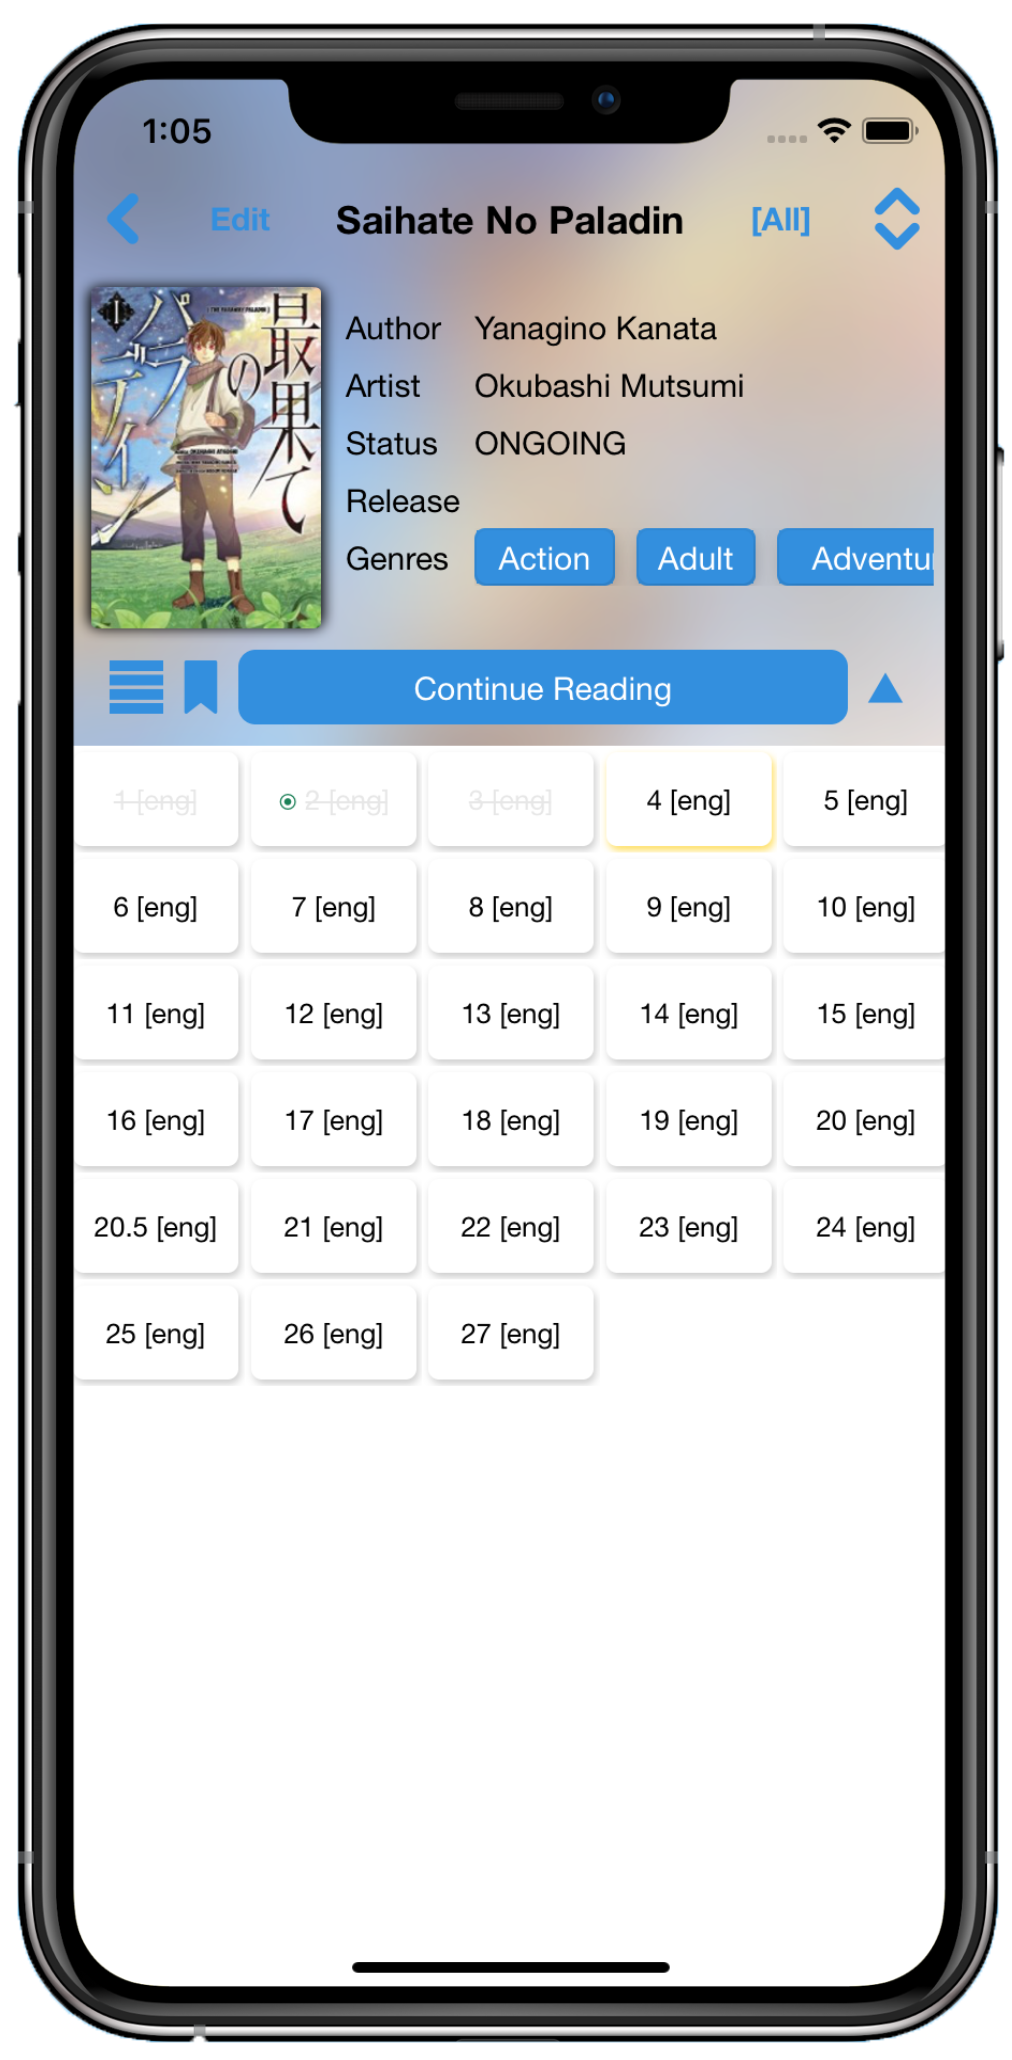 1:05
Edit
Saihate No Paladin
[All]
最果ての
パラディン
I
Author Yanagino Kanata
Artist Okubashi Mutsumi
Status ONGOING
Release
Genres Action Adult Adventu
Continue Reading
1 [eng] 2 [eng] 3 [eng] 4 [eng] 5 [eng]
6 [eng] 7 [eng] 8 [eng] 9 [eng] 10 [eng]
11 [eng] 12 [eng] 13 [eng] 14 [eng] 15 [eng]
16 [eng] 17 [eng] 18 [eng] 19 [eng] 20 [eng]
20.5 [eng] 21 [eng] 22 [eng] 23 [eng] 24 [eng]
25 [eng] 26 [eng] 27 [eng]